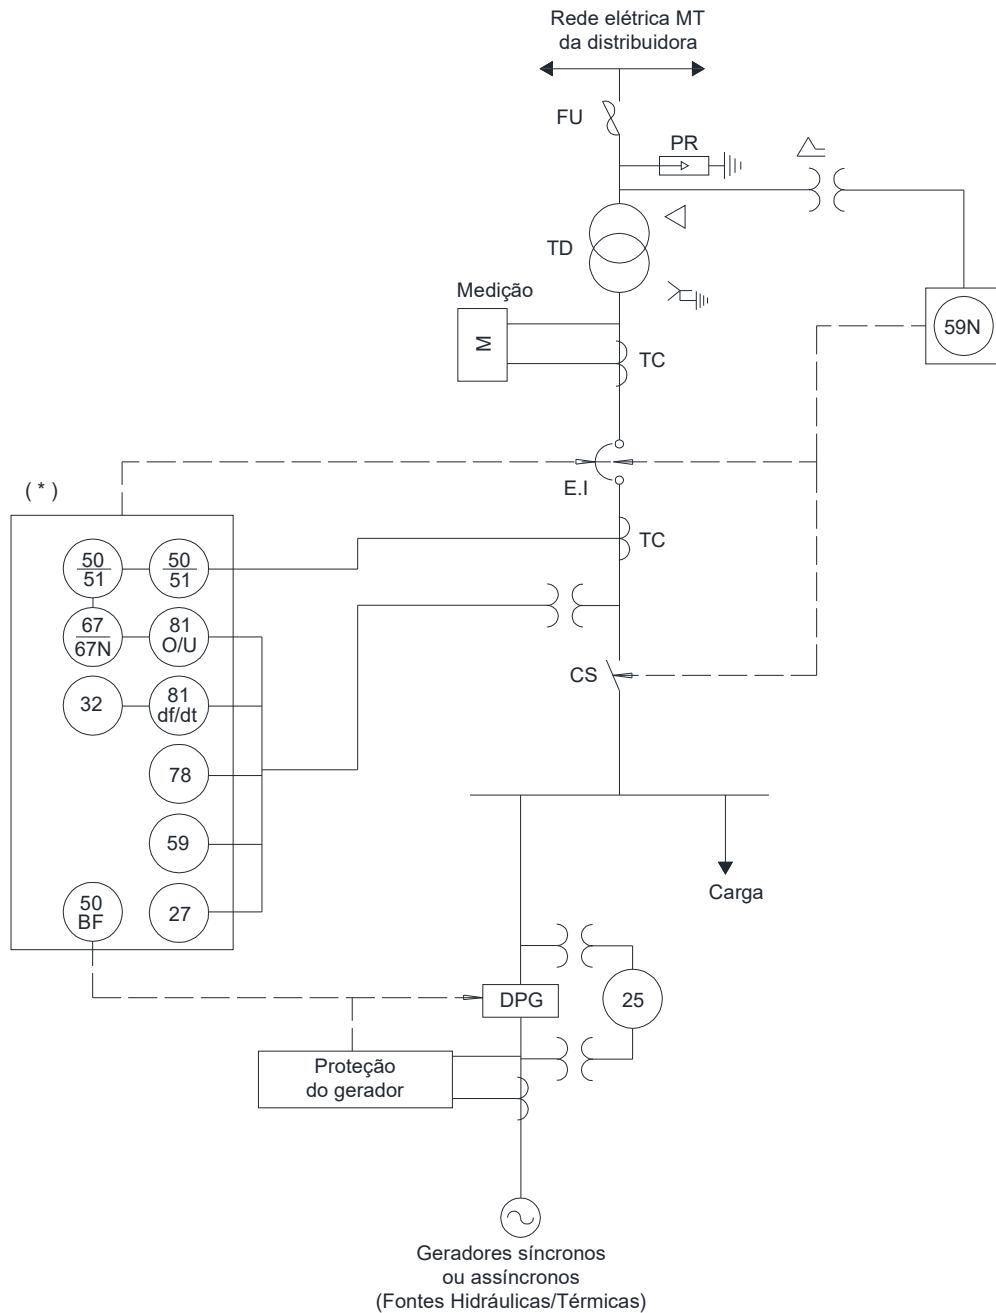 Rede elétrica MT
da distribuidora
FU
PR
TD
Medição
M
TC
59N
E.I
( * )
TC
50
51
50
51
67
67N
81
O/U
CS
32
81
df/dt
78
59
Carga
50
BF
27
DPG
25
Proteção
do gerador
Geradores síncronos
ou assíncronos
(Fontes Hidráulicas/Térmicas)